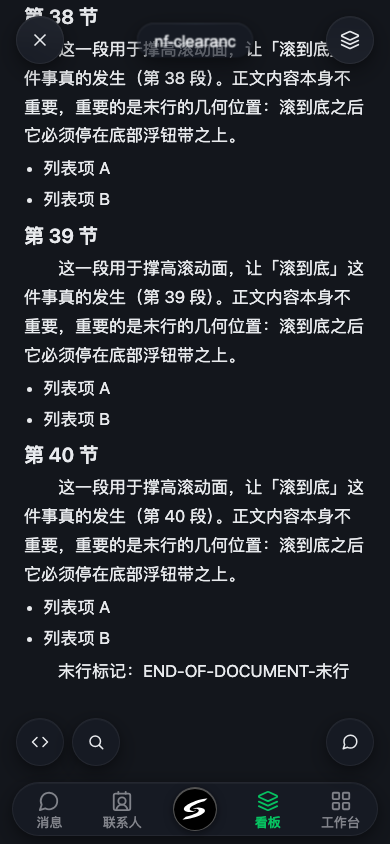 第 38 节
nf-clearanc
这一段用于撑高滚动面，让「滚到底」这
件事真的发生（第 38 段）。正文内容本身不
重要，重要的是末行的几何位置：滚到底之后
它必须停在底部浮钮带之上。
• 列表项 A
• 列表项 B
第 39 节
这一段用于撑高滚动面，让「滚到底」这
件事真的发生（第 39 段）。正文内容本身不
重要，重要的是末行的几何位置：滚到底之后
它必须停在底部浮钮带之上。
• 列表项 A
• 列表项 B
第 40 节
这一段用于撑高滚动面，让「滚到底」这
件事真的发生（第 40 段）。正文内容本身不
重要，重要的是末行的几何位置：滚到底之后
它必须停在底部浮钮带之上。
• 列表项 A
• 列表项 B
末行标记：END-OF-DOCUMENT-末行
消息
联系人
看板
工作台